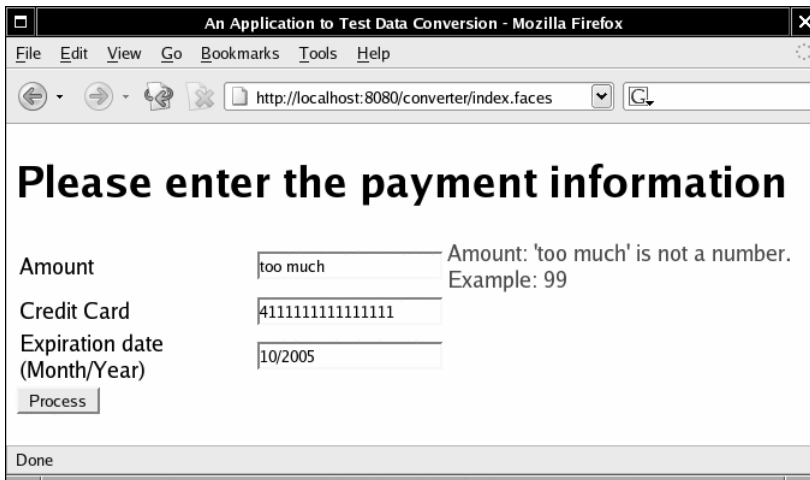 An Application to Test Data Conversion - Mozilla Firefox
File Edit View Go Bookmarks Tools Help
http://localhost:8080/converter/index.faces G
Please enter the payment information
Amount too much Amount: 'too much' is not a number.
Example: 99
Credit Card 4111111111111111
Expiration date
(Month/Year) 10/2005
Process
Done